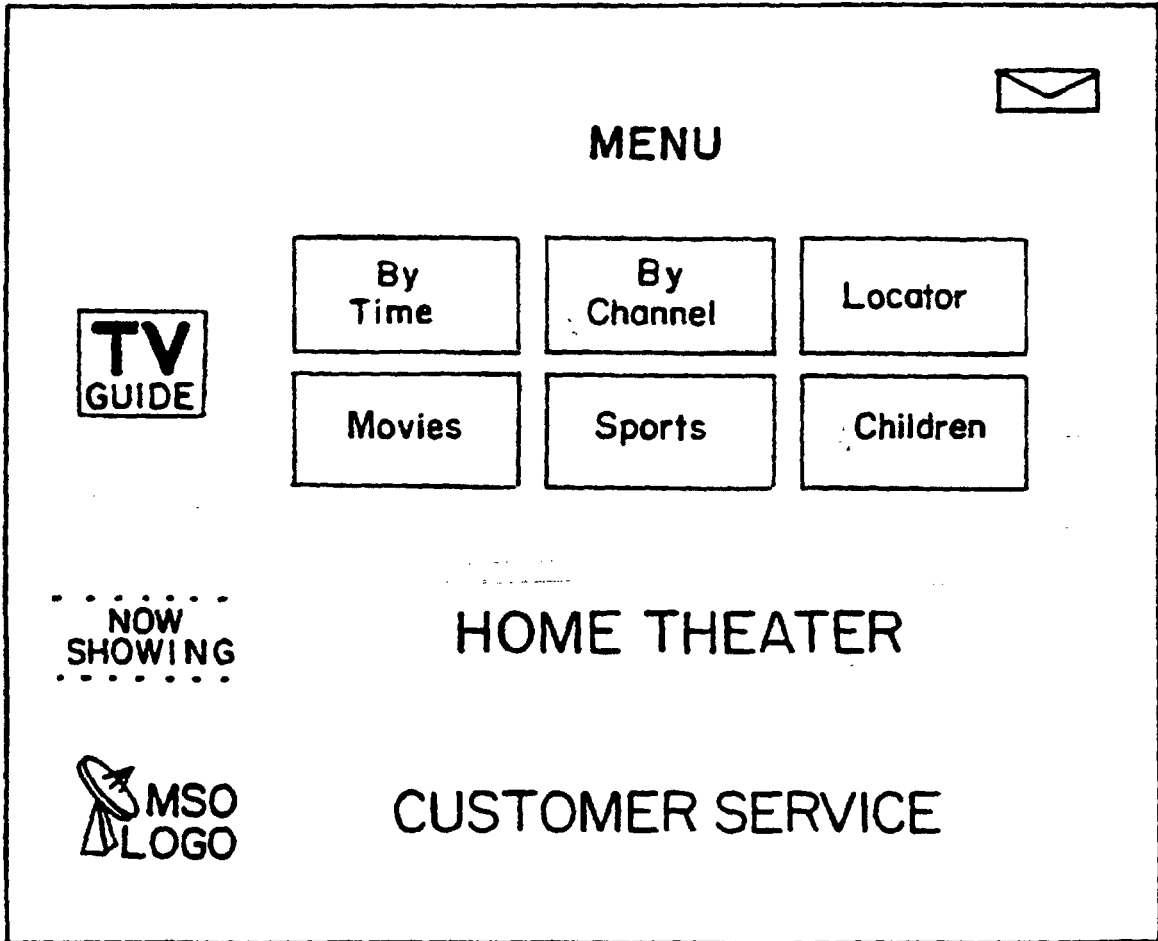 MENU
By
Time
By
Channel
Locator
TV
GUIDE
Movies
Sports
Children
NOW
SHOWING
HOME THEATER
MSO
LOGO
CUSTOMER SERVICE